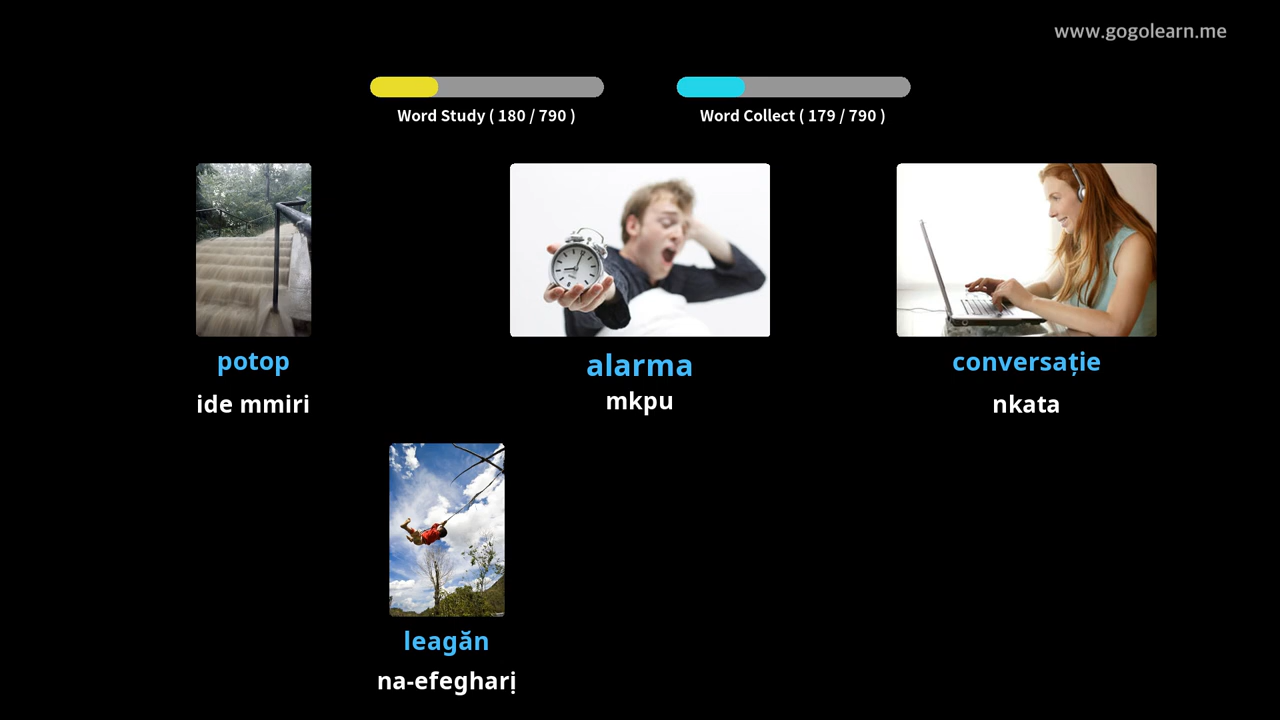 www.gogolearn.me
Word Study ( 180 / 790 )
Word Collect ( 179 / 790 )
potop
alarma
conversație
ide mmiri
mkpu
nkata
leagăn
na-efegharị